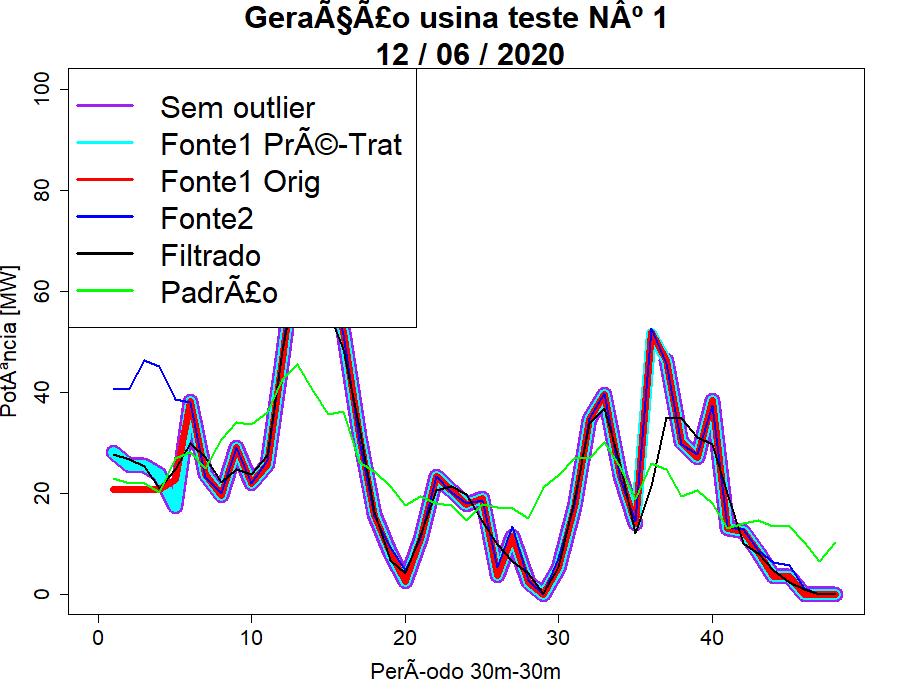 GeraÃ§Ã£o usina teste NÂº 1
12 / 06 / 2020
Sem outlier
Fonte1 PrÃ©-Trat
Fonte1 Orig
Fonte2
Filtrado
PadrÃ£o
PotÃªncia [MW]
100
80
60
40
20
0
0 10 20 30 40
PerÃ­-odo 30m-30m